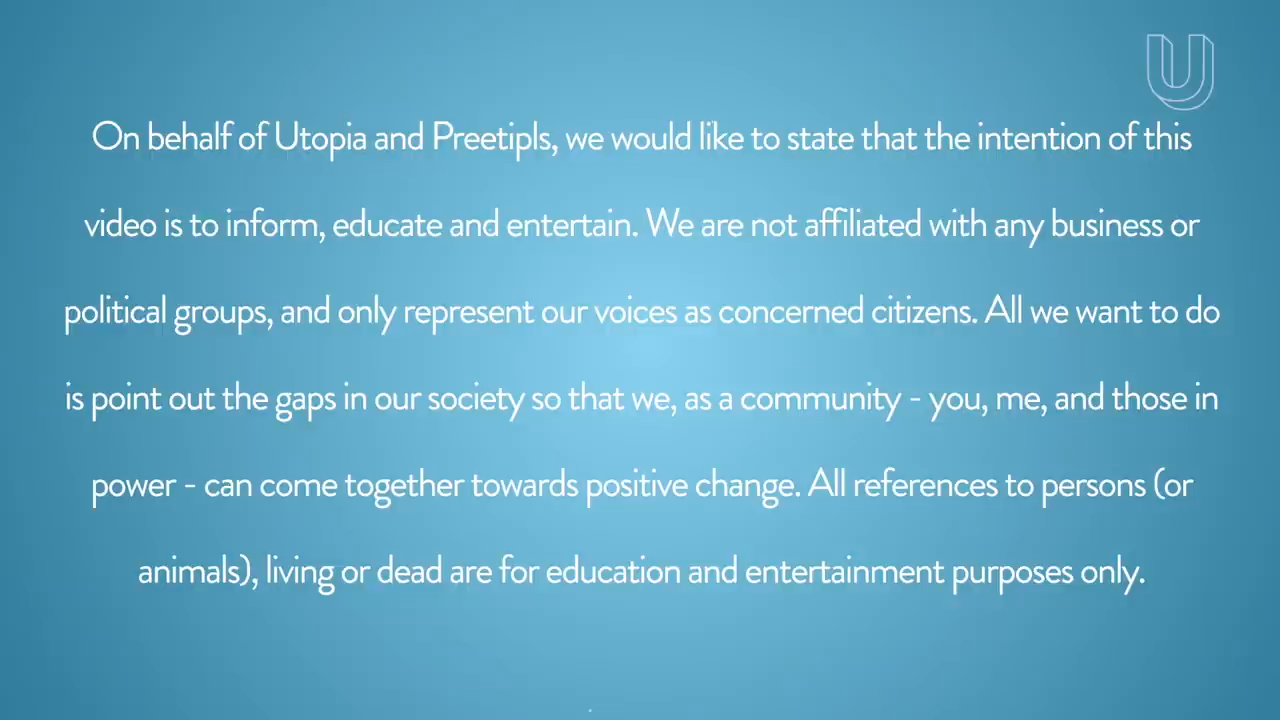 U
On behalf of Utopia and Preetipls, we would like to state that the intention of this
video is to inform, educate and entertain. We are not affiliated with any business or
political groups, and only represent our voices as concerned citizens. All we want to do
is point out the gaps in our society so that we, as a community - you, me, and those in
power - can come together towards positive change. All references to persons (or
animals), living or dead are for education and entertainment purposes only.